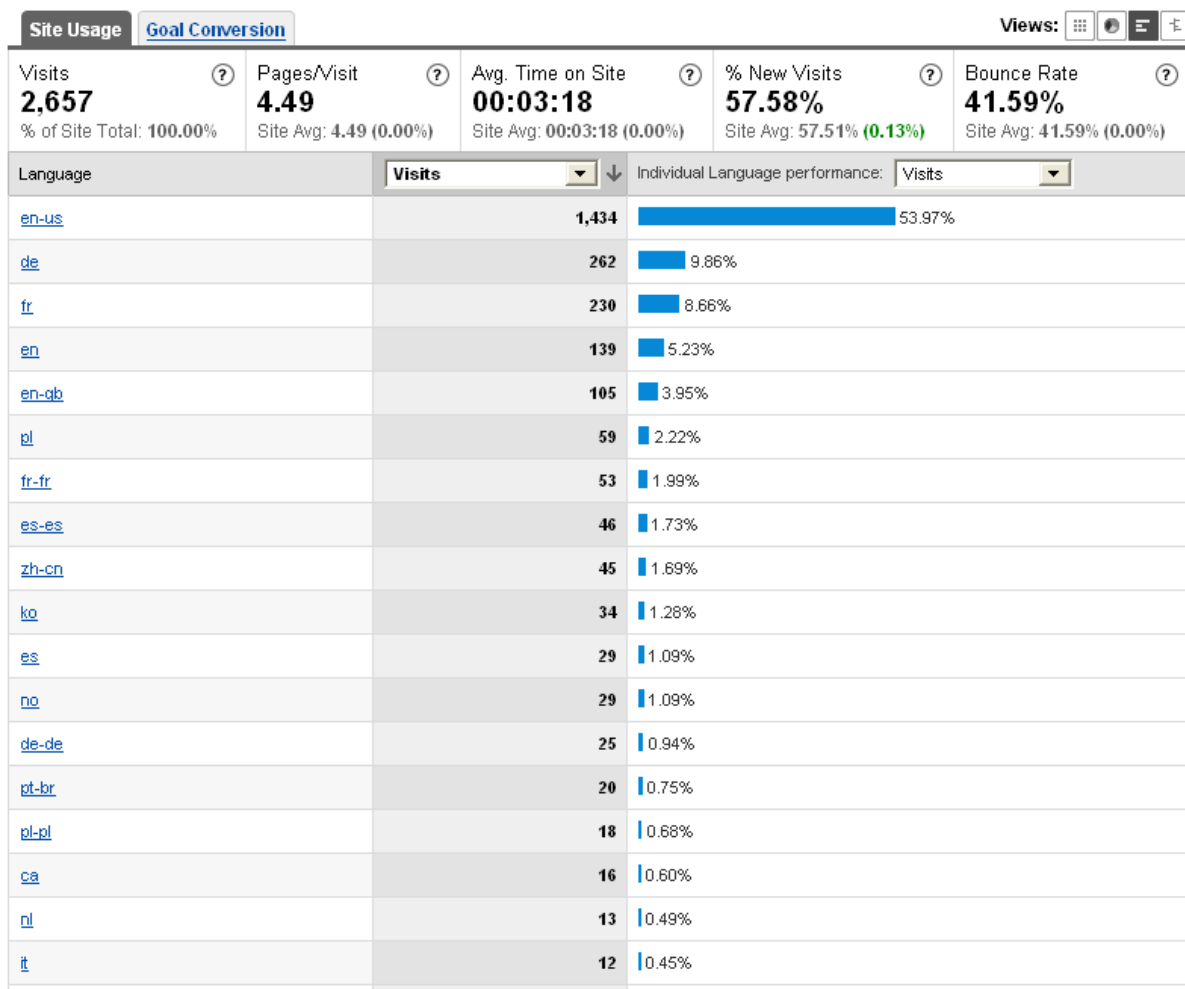 Site Usage Goal Conversion Views:
Visits ? Pages/Visit ? Avg. Time on Site ? % New Visits ? Bounce Rate ?
2,657 4.49 00:03:18 57.58% 41.59%
% of Site Total: 100.00% Site Avg: 4.49 (0.00%) Site Avg: 00:03:18 (0.00%) Site Avg: 57.51% (0.13%) Site Avg: 41.59% (0.00%)
Language Visits Individual Language performance: Visits
en-us 1,434 53.97%
de 262 9.86%
fr 230 8.66%
en 139 5.23%
en-gb 105 3.95%
pl 59 2.22%
fr-fr 53 1.99%
es-es 46 1.73%
zh-cn 45 1.69%
ko 34 1.28%
es 29 1.09%
no 29 1.09%
de-de 25 0.94%
pt-br 20 0.75%
pl-pl 18 0.68%
ca 16 0.60%
nl 13 0.49%
it 12 0.45%